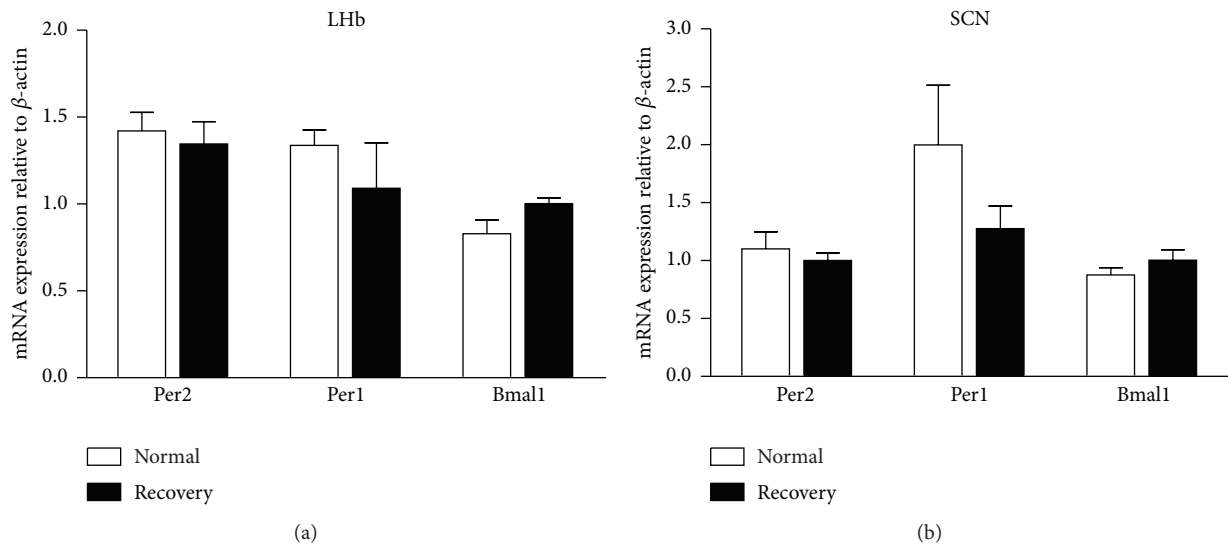 LHb
mRNA expression relative to β-actin
2.0
1.5
1.0
0.5
0.0
Per2 Per1 Bmal1
Normal
Recovery
(a)
SCN
mRNA expression relative to β-actin
3.0
2.5
2.0
1.5
1.0
0.5
0.0
Per2 Per1 Bmal1
Normal
Recovery
(b)